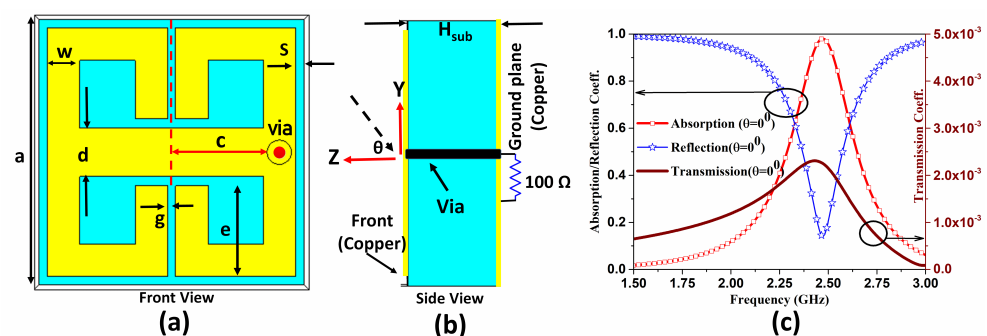 a
w
S
d
c
via
g
e
Front View
(a)
H_sub
Y
Z
θ
Ground plane
(Copper)
100 Ω
Via
Front
(Copper)
Side View
(b)
Absorption/Reflection Coeff.
1.0
0.8
0.6
0.4
0.2
0.0
Absorption (θ=0⁰)
Reflection(θ=0⁰)
Transmission(θ=0⁰)
1.50 1.75 2.00 2.25 2.50 2.75 3.00
Frequency (GHz)
5.0x10⁻³
4.0x10⁻³
3.0x10⁻³
2.0x10⁻³
1.0x10⁻³
0.0
Transmission Coeff.
(c)